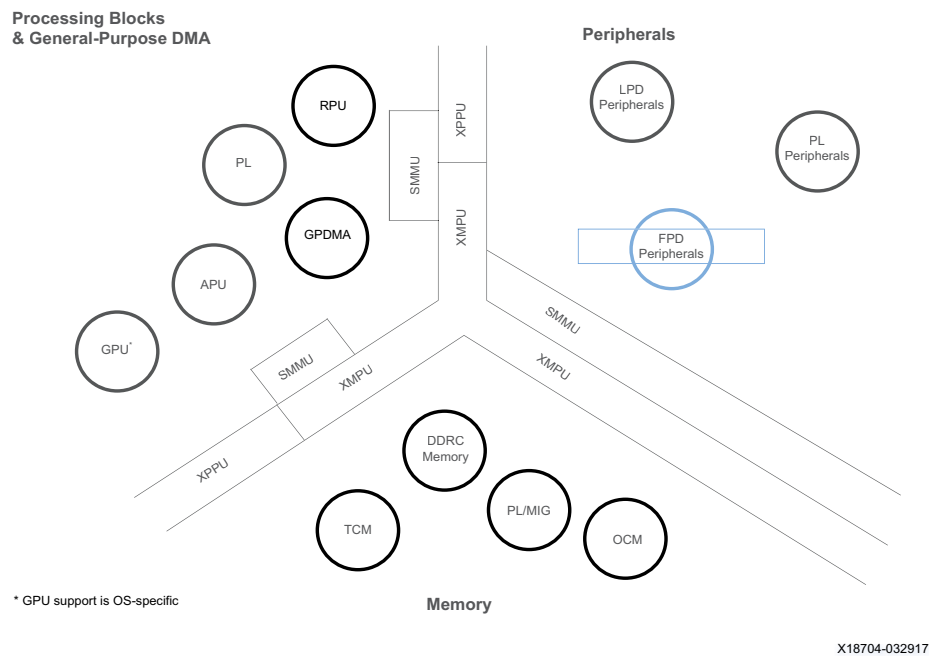 Processing Blocks
& General-Purpose DMA
Peripherals
RPU
PL
GPDMA
APU
GPU*
XPPU
SMMU
XMPU
LPD
Peripherals
PL
Peripherals
FPD
Peripherals
SMMU
XMPU
SMMU
XMPU
XPPU
DDRC
Memory
TCM
PL/MIG
OCM
* GPU support is OS-specific
Memory
X18704-032917